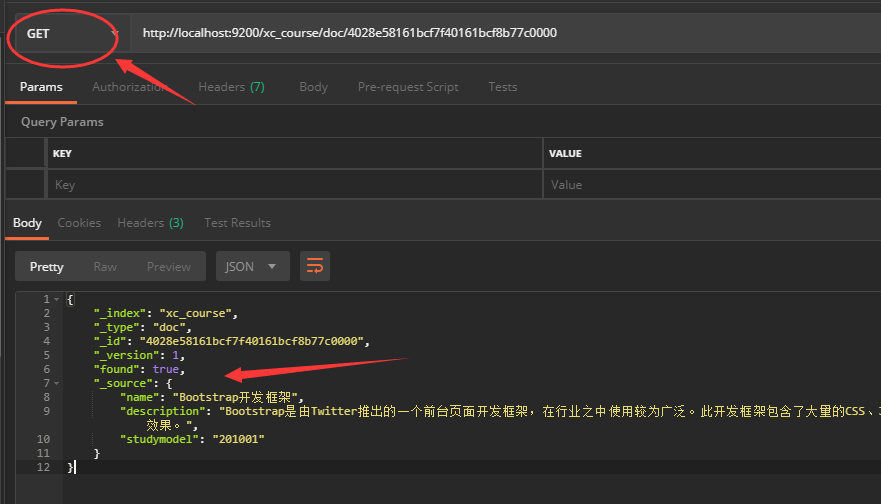 GET http://localhost:9200/xc_course/doc/4028e58161bcf7f40161bcf8b77c0000
Params Authorization Headers (7) Body Pre-request Script Tests
Query Params
KEY VALUE
Key Value
Body Cookies Headers (3) Test Results
Pretty Raw Preview JSON
1 {
2 "_index": "xc_course",
3 "_type": "doc",
4 "_id": "4028e58161bcf7f40161bcf8b77c0000",
5 "_version": 1,
6 "found": true,
7 "_source": {
8 "name": "Bootstrap开发框架",
9 "description": "Bootstrap是由Twitter推出的一个前台页面开发框架，在行业之中使用较为广泛。此开发框架包含了大量的CSS、
效果。",
10 "studymodel": "201001"
11 }
12 }